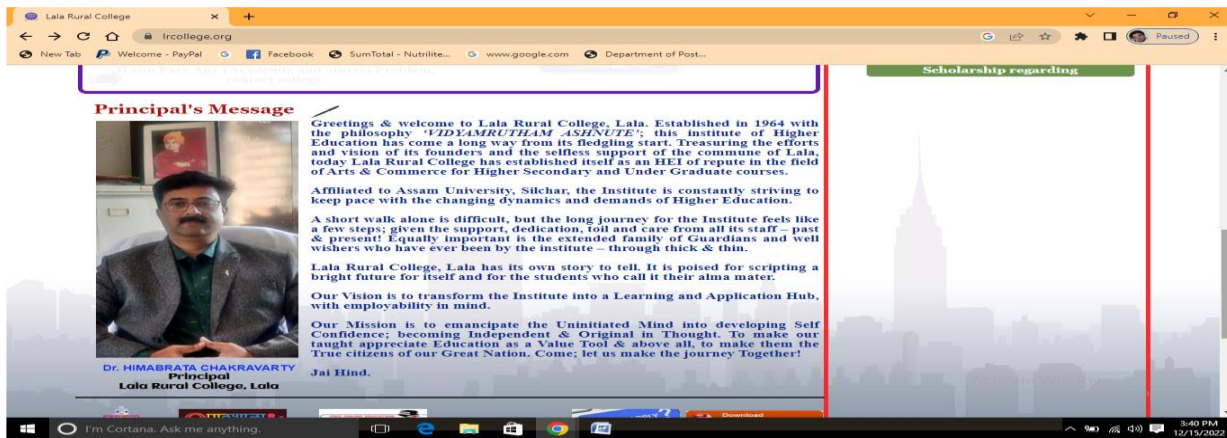 Lala Rural College
lrcollege.org
Paused
New Tab
Welcome - PayPal
Facebook
SumTotal - Nutrilite...
www.google.com
Department of Post...
contact college.
Scholarship regarding
Principal's Message
Greetings & welcome to Lala Rural College, Lala. Established in 1964 with
the philosophy ‘VIDYAMRUTHAM ASHNUTE’; this institute of Higher
Education has come a long way from its fledgling start. Treasuring the efforts
and vision of its founders and the selfless support of the commune of Lala,
today Lala Rural College has established itself as an HEI of repute in the field
of Arts & Commerce for Higher Secondary and Under Graduate courses.
Affiliated to Assam University, Silchar, the Institute is constantly striving to
keep pace with the changing dynamics and demands of Higher Education.
A short walk alone is difficult, but the long journey for the Institute feels like
a few steps; given the support, dedication, toil and care from all its staff – past
& present! Equally important is the extended family of Guardians and well
wishers who have ever been by the institute – through thick & thin.
Lala Rural College, Lala has its own story to tell. It is poised for scripting a
bright future for itself and for the students who call it their alma mater.
Our Vision is to transform the Institute into a Learning and Application Hub,
with employability in mind.
Our Mission is to emancipate the Uninitiated Mind into developing Self
Confidence; becoming Independent & Original in Thought. To make our
taught appreciate Education as a Value Tool & above all, to make them the
True citizens of our Great Nation. Come; let us make the journey Together!
Jai Hind.
Dr. HIMABRATA CHAKRAVARTY
Principal
Lala Rural College, Lala
Download
I'm Cortana. Ask me anything.
3:40 PM
12/15/2022